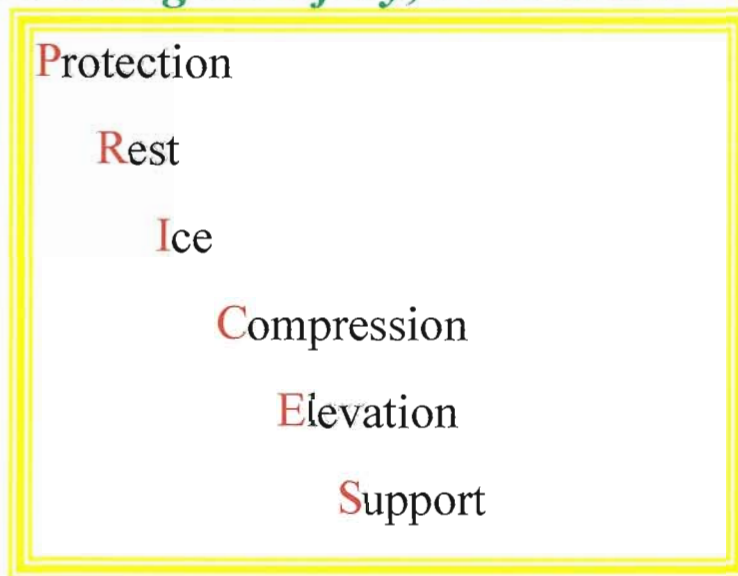 Protection
Rest
Ice
Compression
Elevation
Support